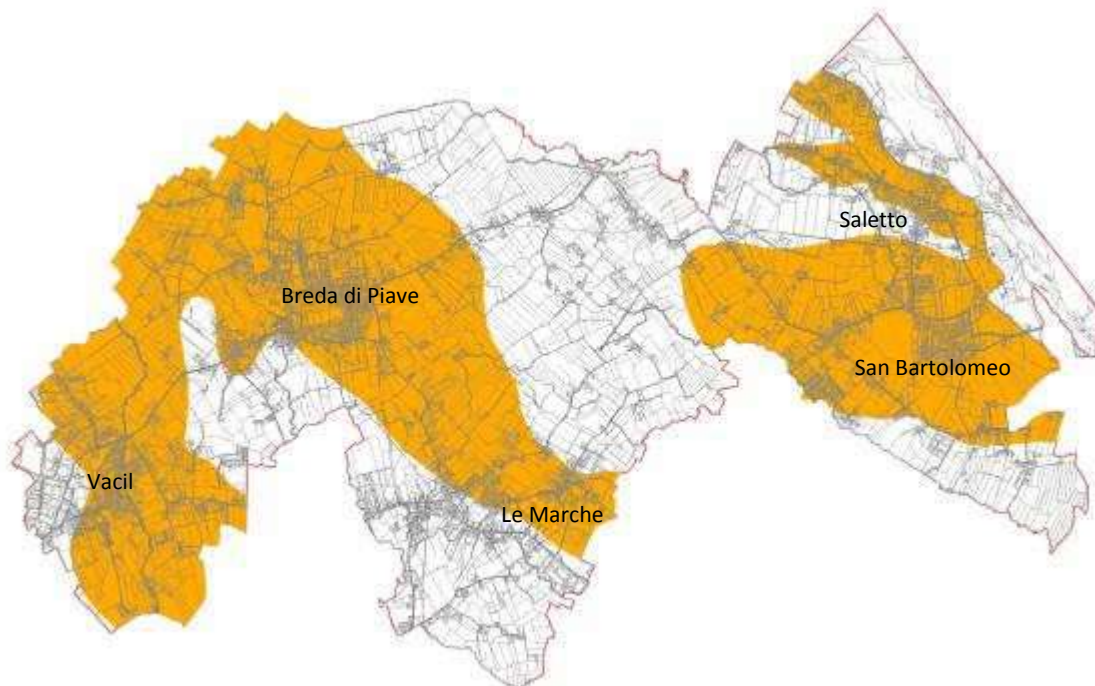 Saletto
Breda di Piave
San Bartolomeo
Vacil
Le Marche